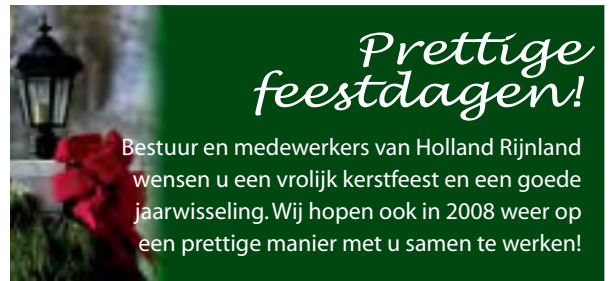 Prettige
feestdagen!
Bestuur en medewerkers van Holland Rijnland
wensen u een vrolijk kerstfeest en een goede
jaarwisseling. Wij hopen ook in 2008 weer op
een prettige manier met u samen te werken!